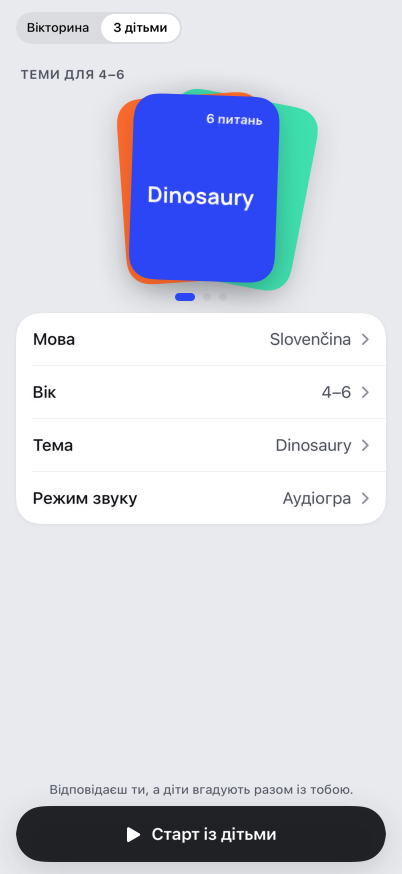 Вікторина
З дітьми
ТЕМИ ДЛЯ 4–6
6 питань
Dinosaury
Мова
Slovenčina
Вік
4–6
Тема
Dinosaury
Режим звуку
Аудіогра
Відповідаєш ти, а діти вгадують разом із тобою.
Старт із дітьми